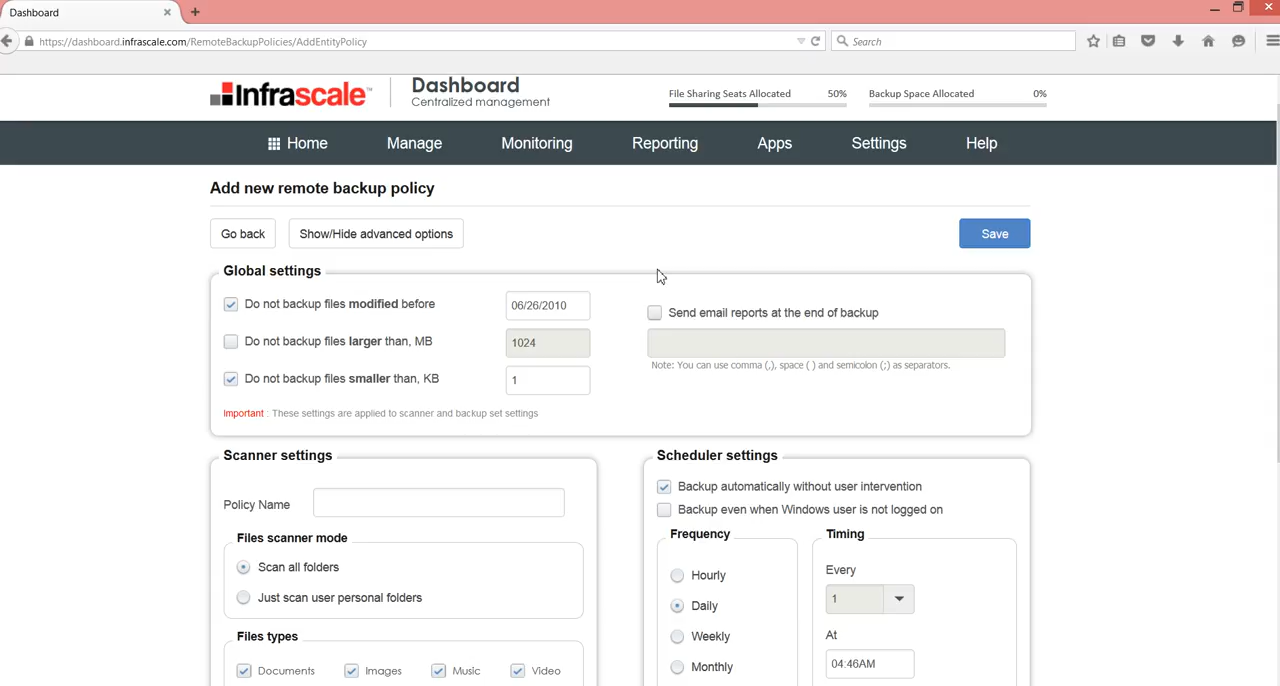 Dashboard
https://dashboard.infrascale.com/RemoteBackupPolicies/AddEntityPolicy
Search
Infrascale™
Dashboard
Centralized management
File Sharing Seats Allocated 50%
Backup Space Allocated 0%
Home Manage Monitoring Reporting Apps Settings Help
Add new remote backup policy
Go back Show/Hide advanced options Save
Global settings
Do not backup files modified before 06/26/2010
Do not backup files larger than, MB 1024
Do not backup files smaller than, KB 1
Important : These settings are applied to scanner and backup set settings
Send email reports at the end of backup
Note: You can use comma (,), space ( ) and semicolon (;) as separators.
Scanner settings
Policy Name
Files scanner mode
Scan all folders
Just scan user personal folders
Files types
Documents Images Music Video
Scheduler settings
Backup automatically without user intervention
Backup even when Windows user is not logged on
Frequency
Hourly
Daily
Weekly
Monthly
Timing
Every
1
At
04:46AM